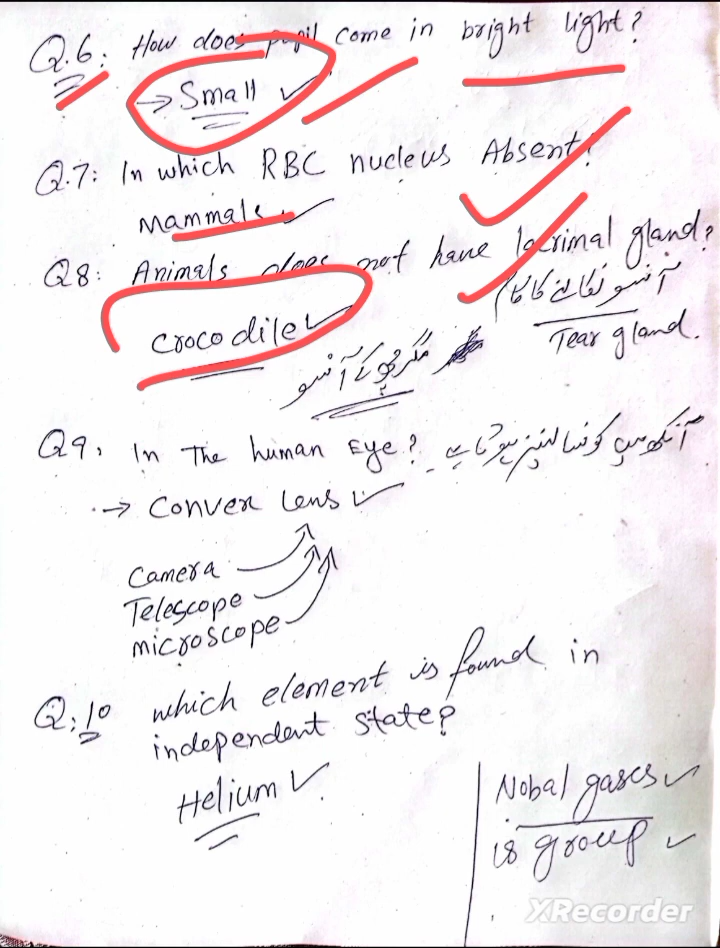 Q.6: How does pupil come in bright light?
→ Small ✓
Q.7: In which RBC nucleus Absent?
Mammals ✓
Q8: Animals does not have lacrimal gland?
آنسو نکالنے کا کام
Tear gland.
crocodile ✓
مگرمچھ کے آنسو
Q9. In The human Eye? آنکھ میں کونسا لینز ہوتا ہے
→ Convex Lens ✓
Camera
Telescope
microscope
Q.10 which element is found in
independent State?
Helium ✓
Nobal gases ✓
18 group ✓
XRecorder